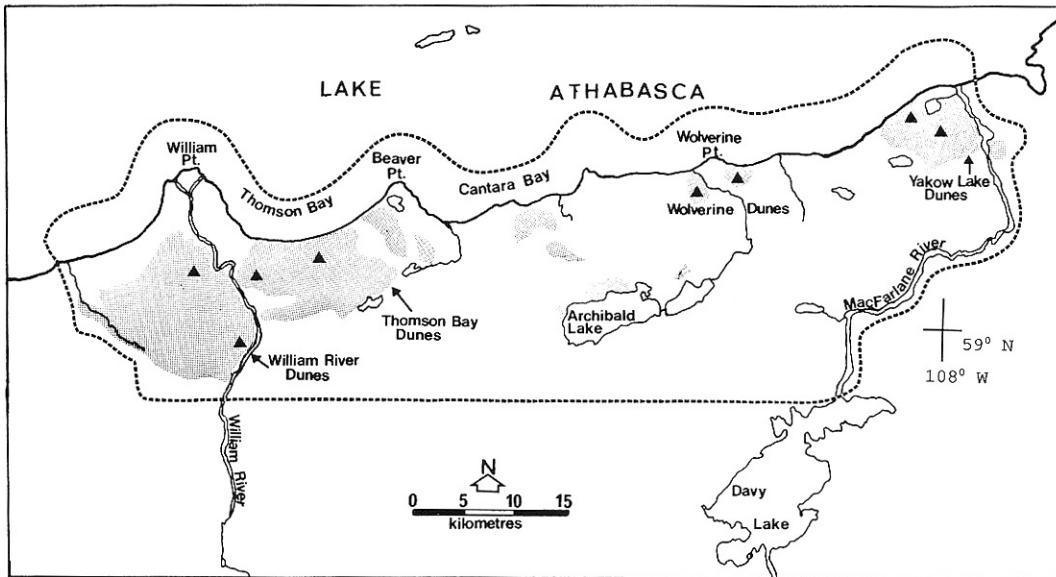 LAKE ATHABASCA
William
Pt.
Thomson Bay
Beaver
Pt.
Cantara Bay
Wolverine
Pt.
Wolverine Dunes
Yakow Lake
Dunes
MacFarlane River
59° N
108° W
Archibald
Lake
Thomson Bay
Dunes
William River
Dunes
William River
N
0 5 10 15
kilometres
Davy
Lake